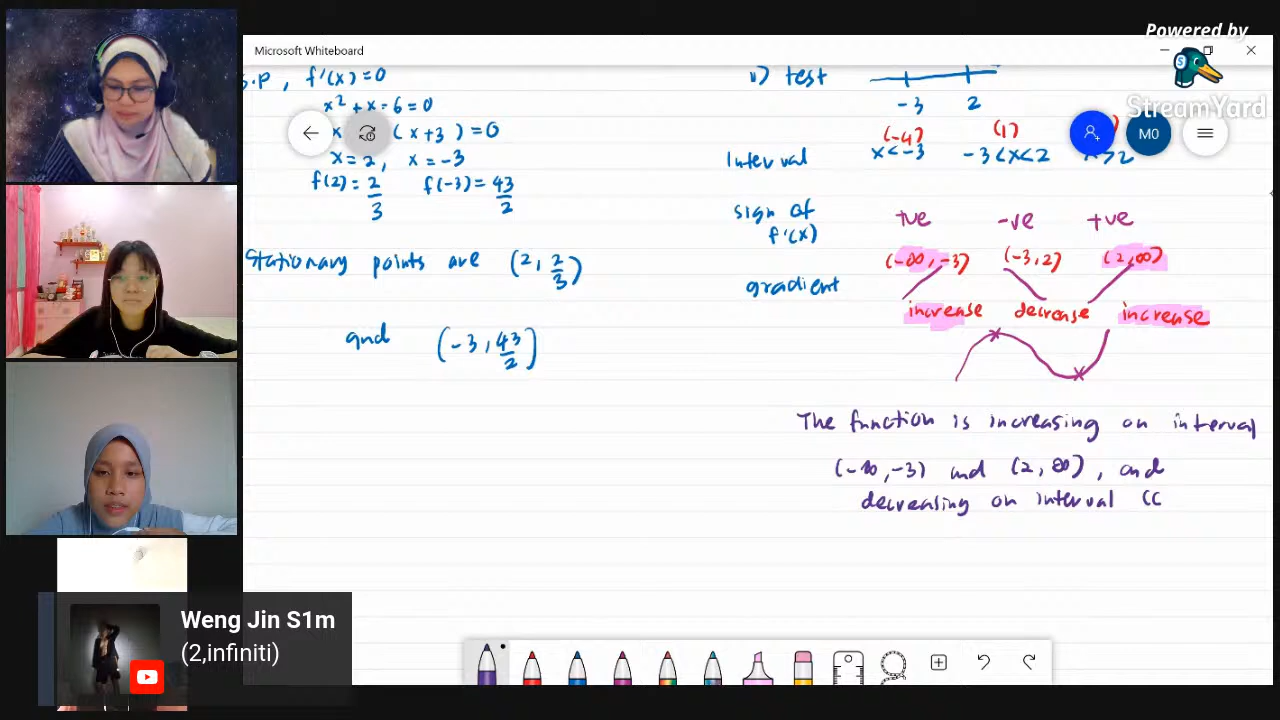 Powered by
StreamYard
Microsoft Whiteboard
s.p , f'(x)=0
x² + x - 6 = 0
x (x+3) = 0
x = 2, x = -3
f(2) = 2/3 f(-3) = 43/2
Stationary points are (2, 2/3)
and (-3, 43/2)
ii) test
-3 2
(-4) (1) )
Interval x < -3 -3 < x < 2 x > 2
M0
sign of f'(x) +ve -ve +ve
(-∞, -3) (-3, 2) (2, ∞)
gradient
increase decrease increase
The function is increasing on interval
(-∞, -3) and (2, ∞), and
decreasing on interval (
Weng Jin S1m
(2,infiniti)